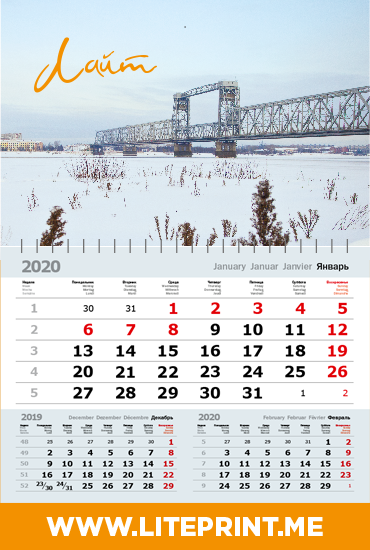 Лайт
2020 January Januar Janvier Январь
1 30 31 1 2 3 4 5
2 6 7 8 9 10 11 12
3 13 14 15 16 17 18 19
4 20 21 22 23 24 25 26
5 27 28 29 30 31 1 2
2019 December Dezember Décembre Декабрь
48 25 26 27 28 29 30 1
49 2 3 4 5 6 7 8
50 9 10 11 12 13 14 15
51 16 17 18 19 20 21 22
52 23/30 24/31 25 26 27 28 29
2020 February Februar Février Февраль
5 27 28 29 30 31 1 2
6 3 4 5 6 7 8 9
7 10 11 12 13 14 15 16
8 17 18 19 20 21 22 23
9 24 25 26 27 28 29 1
WWW.LITEPRINT.ME